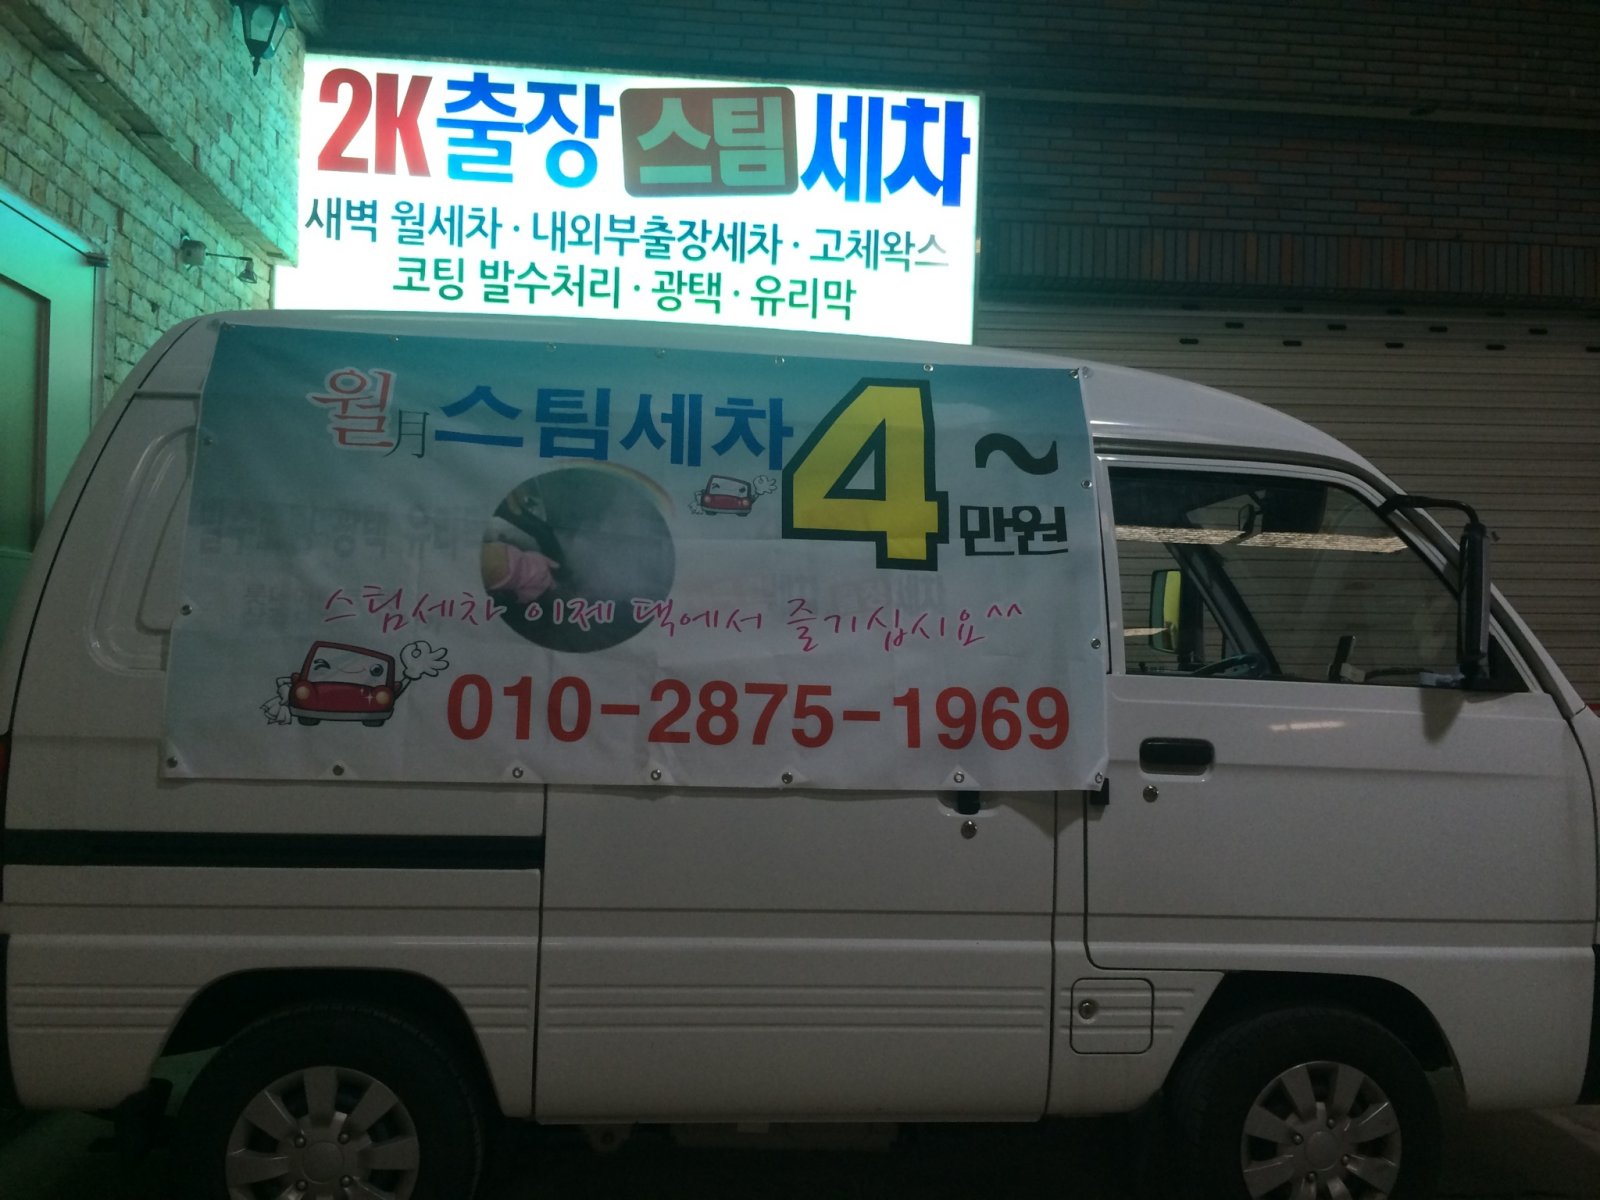 2K출장 스팀 세차
새벽 월세차 · 내외부출장세차 · 고체왁스
코팅 발수처리 · 광택 · 유리막
월 月 스팀세차 4~
만원
스팀세차 이제 댁에서 즐기십시요^^
010-2875-1969